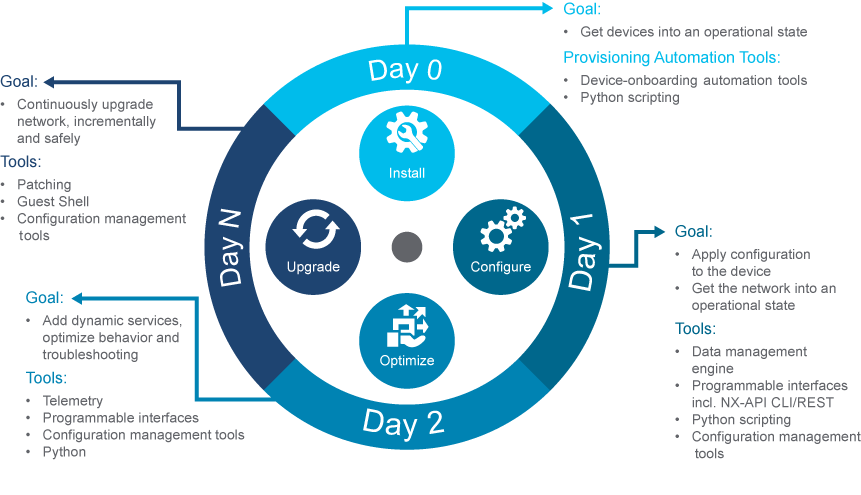 Day 0
Goal:
• Get devices into an operational state
Provisioning Automation Tools:
• Device-onboarding automation tools
• Python scripting
Install
Day 1
Configure
Goal:
• Apply configuration
to the device
• Get the network into an
operational state
Tools:
• Data management
engine
• Programmable interfaces
incl. NX-API CLI/REST
• Python scripting
• Configuration management
tools
Day 2
Optimize
Goal:
• Add dynamic services,
optimize behavior and
troubleshooting
Tools:
• Telemetry
• Programmable interfaces
• Configuration management tools
• Python
Day N
Upgrade
Goal:
• Continuously upgrade
network, incrementally
and safely
Tools:
• Patching
• Guest Shell
• Configuration management
tools